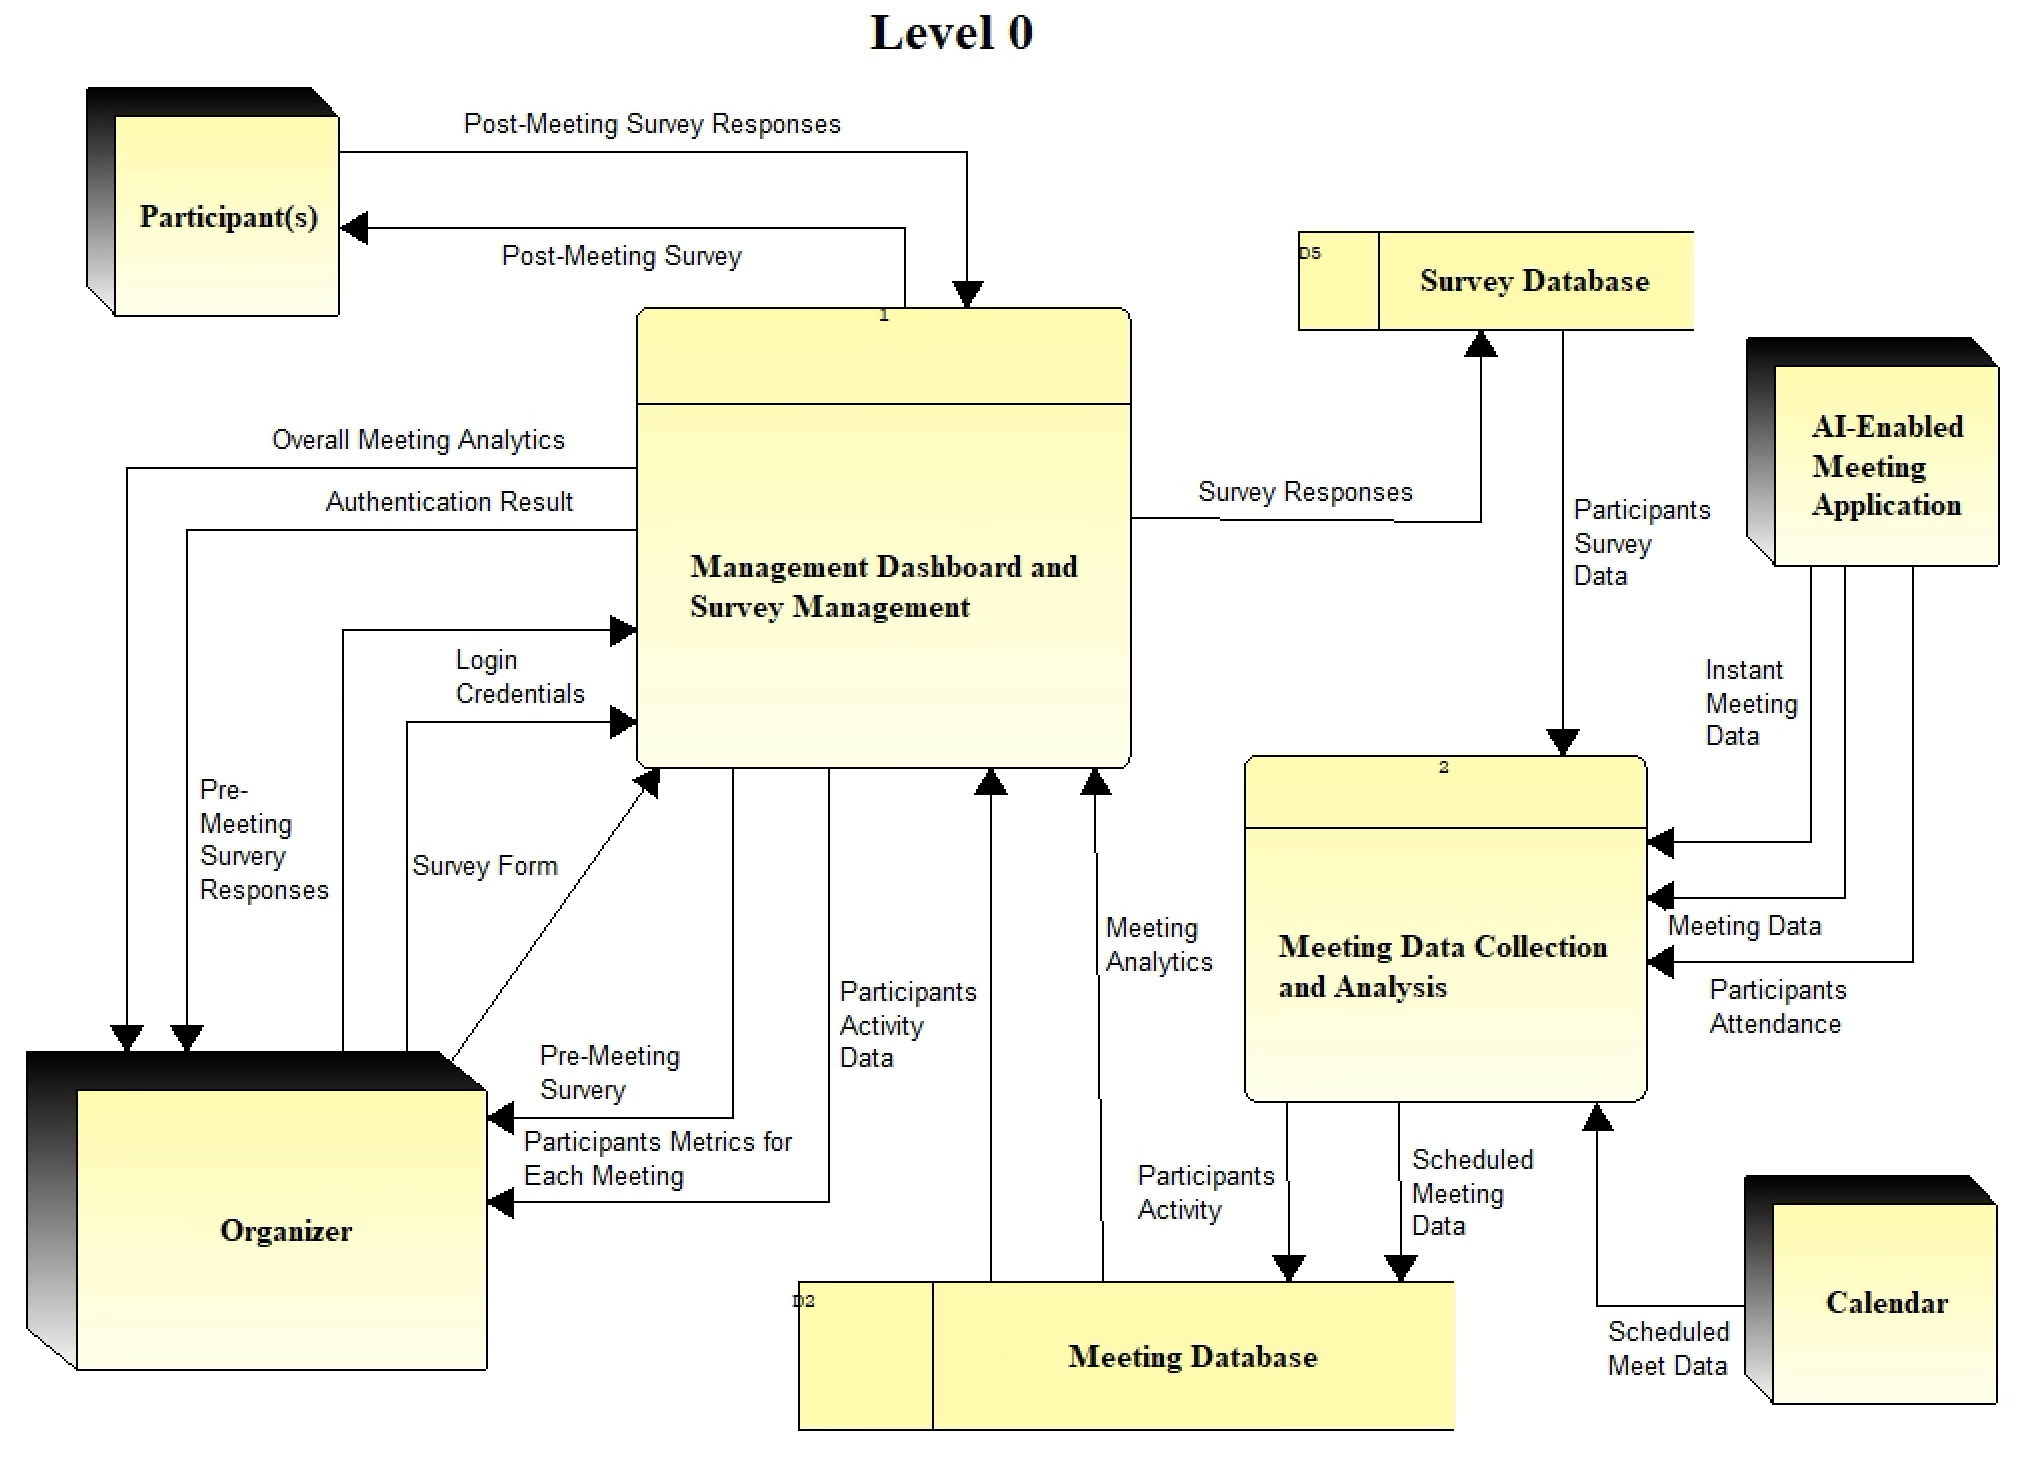 Level 0
Post-Meeting Survey Responses
Participant(s)
Post-Meeting Survey
D5
Survey Database
1
AI-Enabled
Meeting
Application
Overall Meeting Analytics
Authentication Result
Survey Responses
Participants
Survey
Data
Management Dashboard and
Survey Management
Login
Credentials
Instant
Meeting
Data
2
Pre-
Meeting
Survery
Responses
Survey Form
Meeting
Analytics
Meeting Data
Meeting Data Collection
and Analysis
Participants
Activity
Data
Participants
Attendance
Pre-Meeting
Survery
Participants Metrics for
Each Meeting
Participants
Activity
Scheduled
Meeting
Data
Organizer
D2
Meeting Database
Calendar
Scheduled
Meet Data